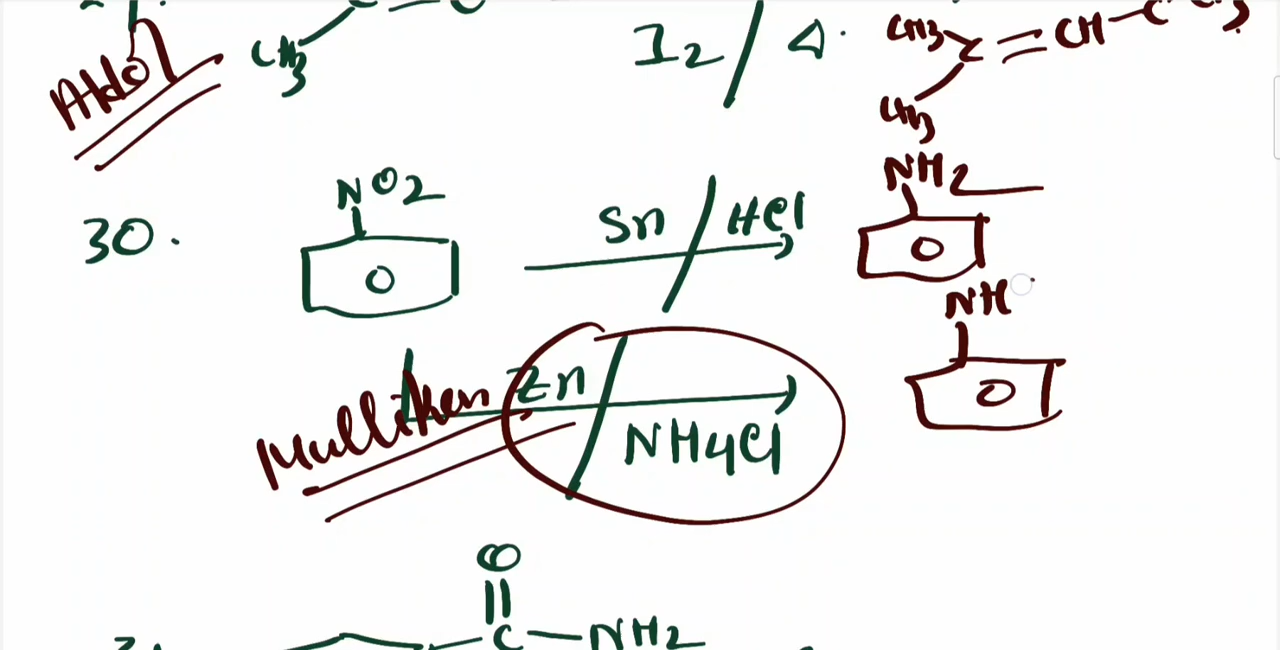 Aldol
CH3
I2 / Δ.
CH3 C = CH - C
CH3
30.
NO2
Sn / HCl
NH2
NH
Mulliken Zn / NH4Cl
O
C - NH2